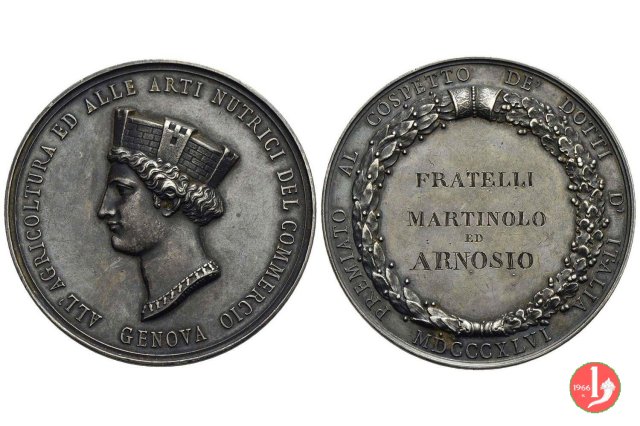 ALL'AGRICOLTURA ED ALLE ARTI NUTRICI DEL COMMERCIO
GENOVA
PREMIATO AL COSPETTO DE' DOTTI D'ITALIA
MDCCCXLVI
FRATELLI
MARTINOLO
ED
ARNOSIO
1966